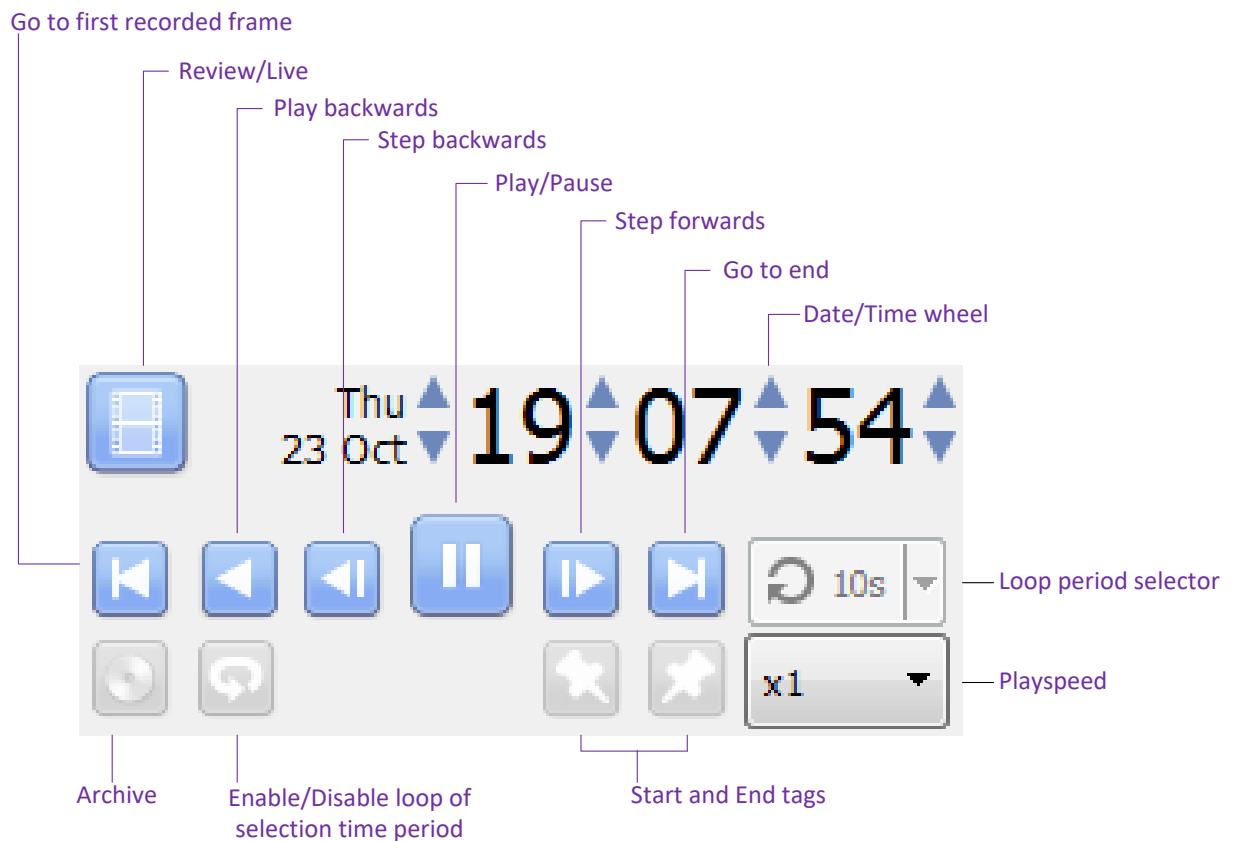 Go to first recorded frame
Review/Live
Play backwards
Step backwards
Play/Pause
Step forwards
Go to end
Date/Time wheel
Thu
23 Oct
19 07 54
10s
Loop period selector
x1
Playspeed
Archive
Enable/Disable loop of
selection time period
Start and End tags